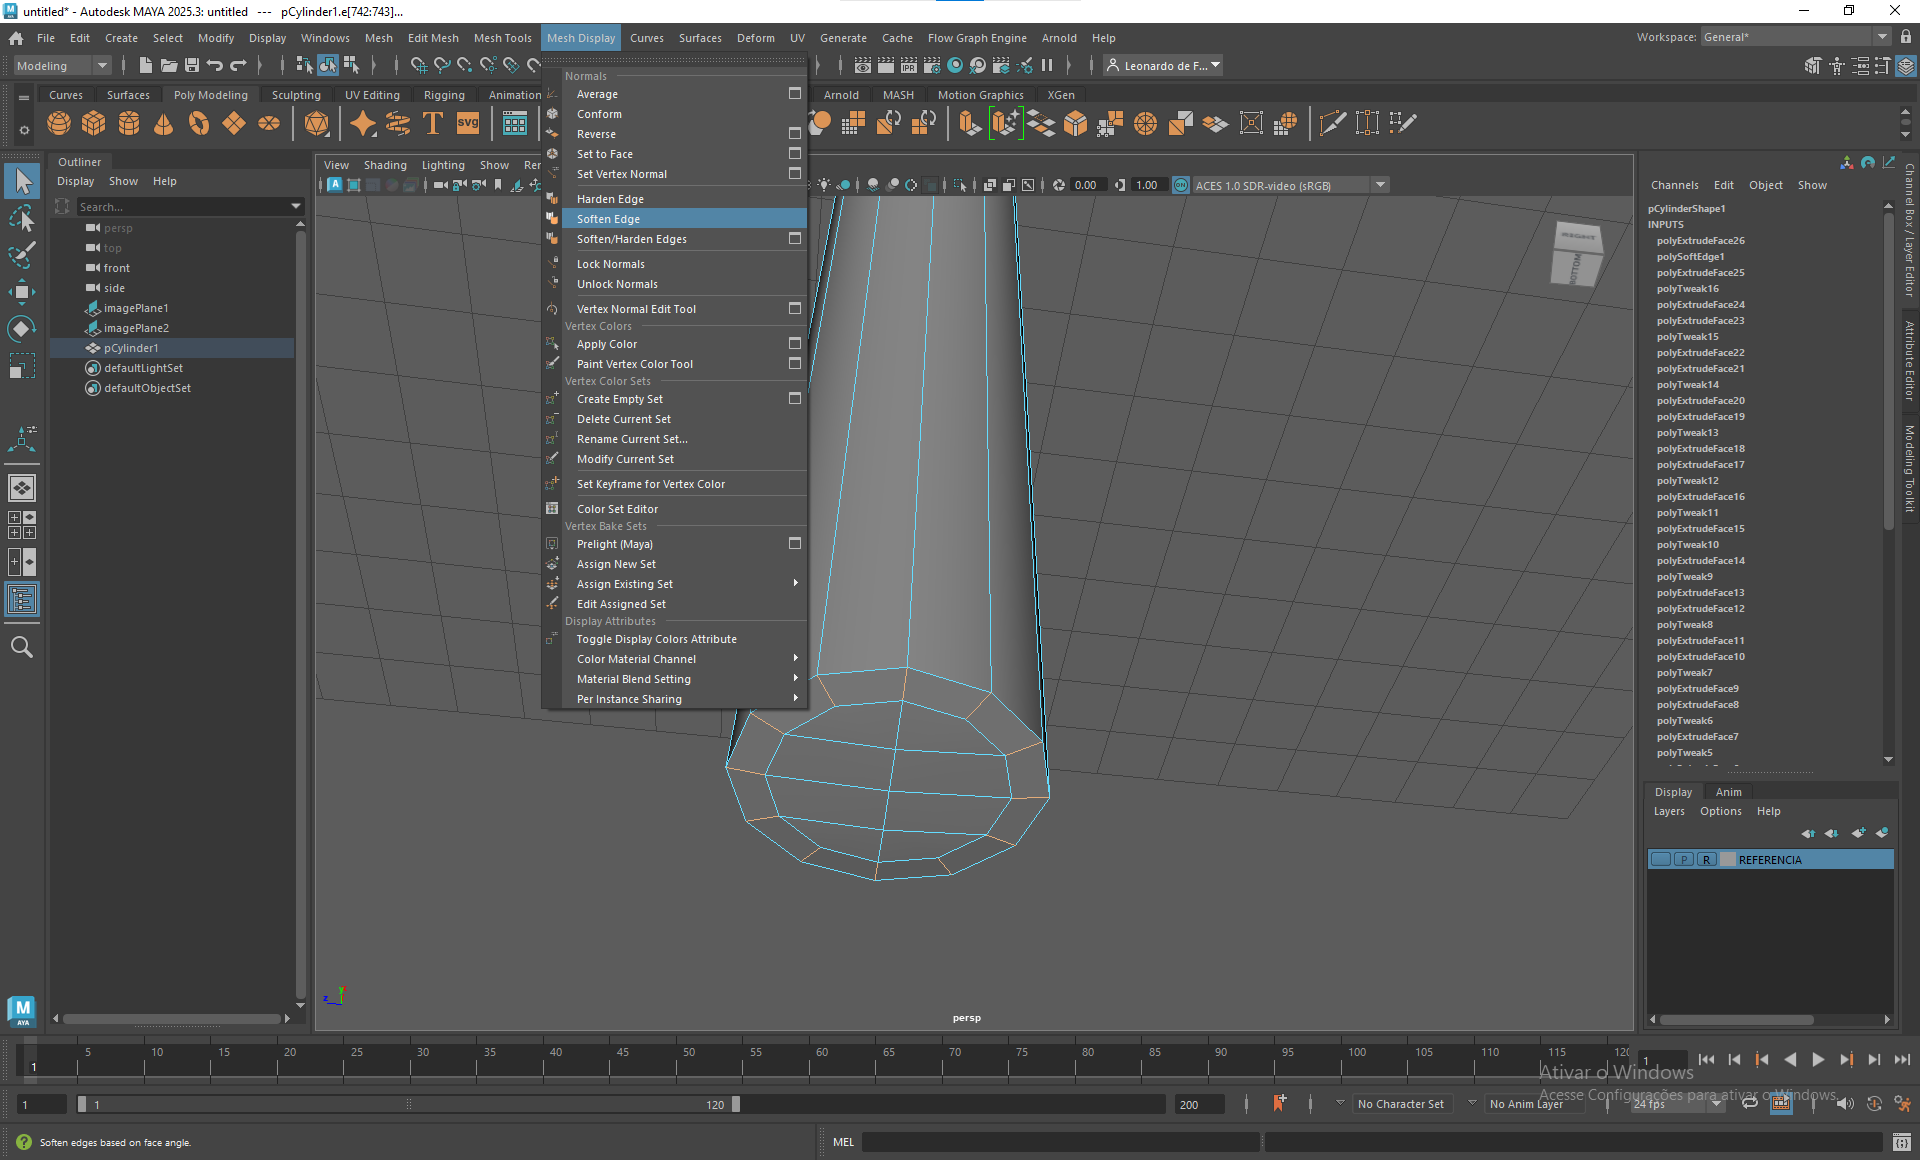 untitled* - Autodesk MAYA 2025.3: untitled --- pCylinder1.e[742:743]...
File Edit Create Select Modify Display Windows Mesh Edit Mesh Mesh Tools Mesh Display Curves Surfaces Deform UV Generate Cache Flow Graph Engine Arnold Help
Workspace: General*
Modeling
Leonardo de F...
Curves Surfaces Poly Modeling Sculpting UV Editing Rigging Animation Arnold MASH Motion Graphics XGen
SVG
Outliner
Display Show Help
Search...
persp
top
front
side
imagePlane1
imagePlane2
pCylinder1
defaultLightSet
defaultObjectSet
View Shading Lighting Show Ren
0.00 1.00 ACES 1.0 SDR-video (sRGB)
Normals
Average
Conform
Reverse
Set to Face
Set Vertex Normal
Harden Edge
Soften Edge
Soften/Harden Edges
Lock Normals
Unlock Normals
Vertex Normal Edit Tool
Vertex Colors
Apply Color
Paint Vertex Color Tool
Vertex Color Sets
Create Empty Set
Delete Current Set
Rename Current Set...
Modify Current Set
Set Keyframe for Vertex Color
Color Set Editor
Vertex Bake Sets
Prelight (Maya)
Assign New Set
Assign Existing Set
Edit Assigned Set
Display Attributes
Toggle Display Colors Attribute
Color Material Channel
Material Blend Setting
Per Instance Sharing
BOTTOM
persp
Channels Edit Object Show
pCylinderShape1
INPUTS
polyExtrudeFace26
polySoftEdge1
polyExtrudeFace25
polyTweak16
polyExtrudeFace24
polyExtrudeFace23
polyTweak15
polyExtrudeFace22
polyExtrudeFace21
polyTweak14
polyExtrudeFace20
polyExtrudeFace19
polyTweak13
polyExtrudeFace18
polyExtrudeFace17
polyTweak12
polyExtrudeFace16
polyTweak11
polyExtrudeFace15
polyTweak10
polyExtrudeFace14
polyTweak9
polyExtrudeFace13
polyExtrudeFace12
polyTweak8
polyExtrudeFace11
polyExtrudeFace10
polyTweak7
polyExtrudeFace9
polyExtrudeFace8
polyTweak6
polyExtrudeFace7
polyTweak5
Channel Box / Layer Editor
Attribute Editor
Modeling Toolkit
Display Anim
Layers Options Help
P R REFERENCIA
M
AYA
1 5 10 15 20 25 30 35 40 45 50 55 60 65 70 75 80 85 90 95 100 105 110 115 120
1
1 1 120 200
No Character Set No Anim Layer 24 fps
Ativar o Windows
Acesse Configurações para ativar o Windows.
Soften edges based on face angle.
MEL